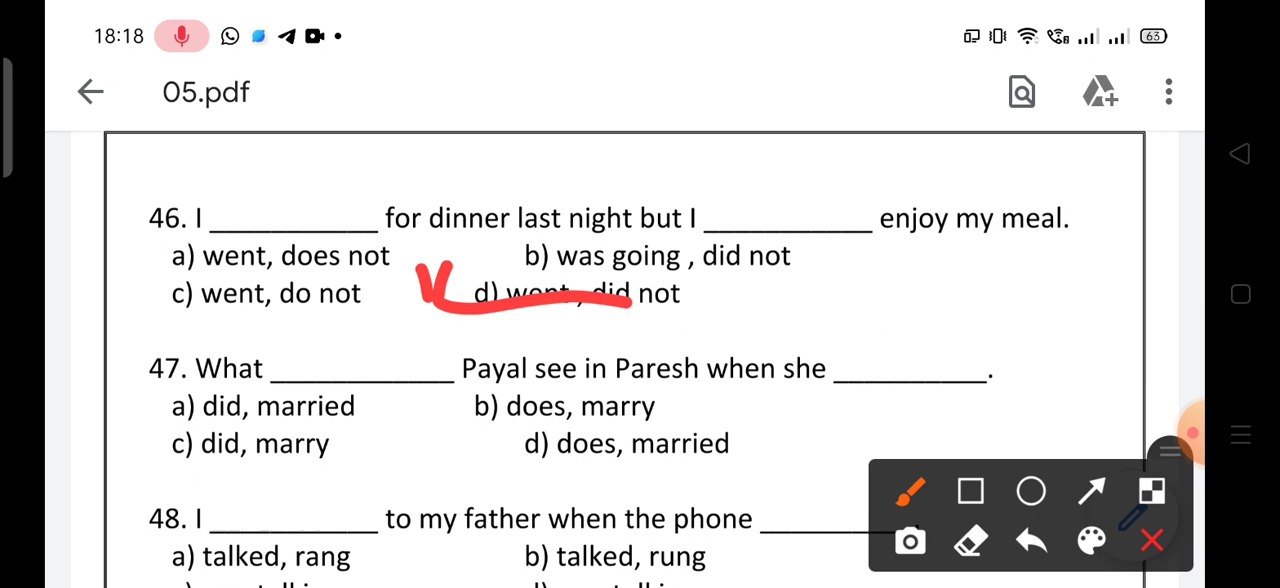 18:18
63
05.pdf
46. I ____________ for dinner last night but I ____________ enjoy my meal.
a) went, does not b) was going , did not
c) went, do not d) went , did not
47. What _____________ Payal see in Paresh when she ___________.
a) did, married b) does, marry
c) did, marry d) does, married
48. I ____________ to my father when the phone __________
a) talked, rang b) talked, rung